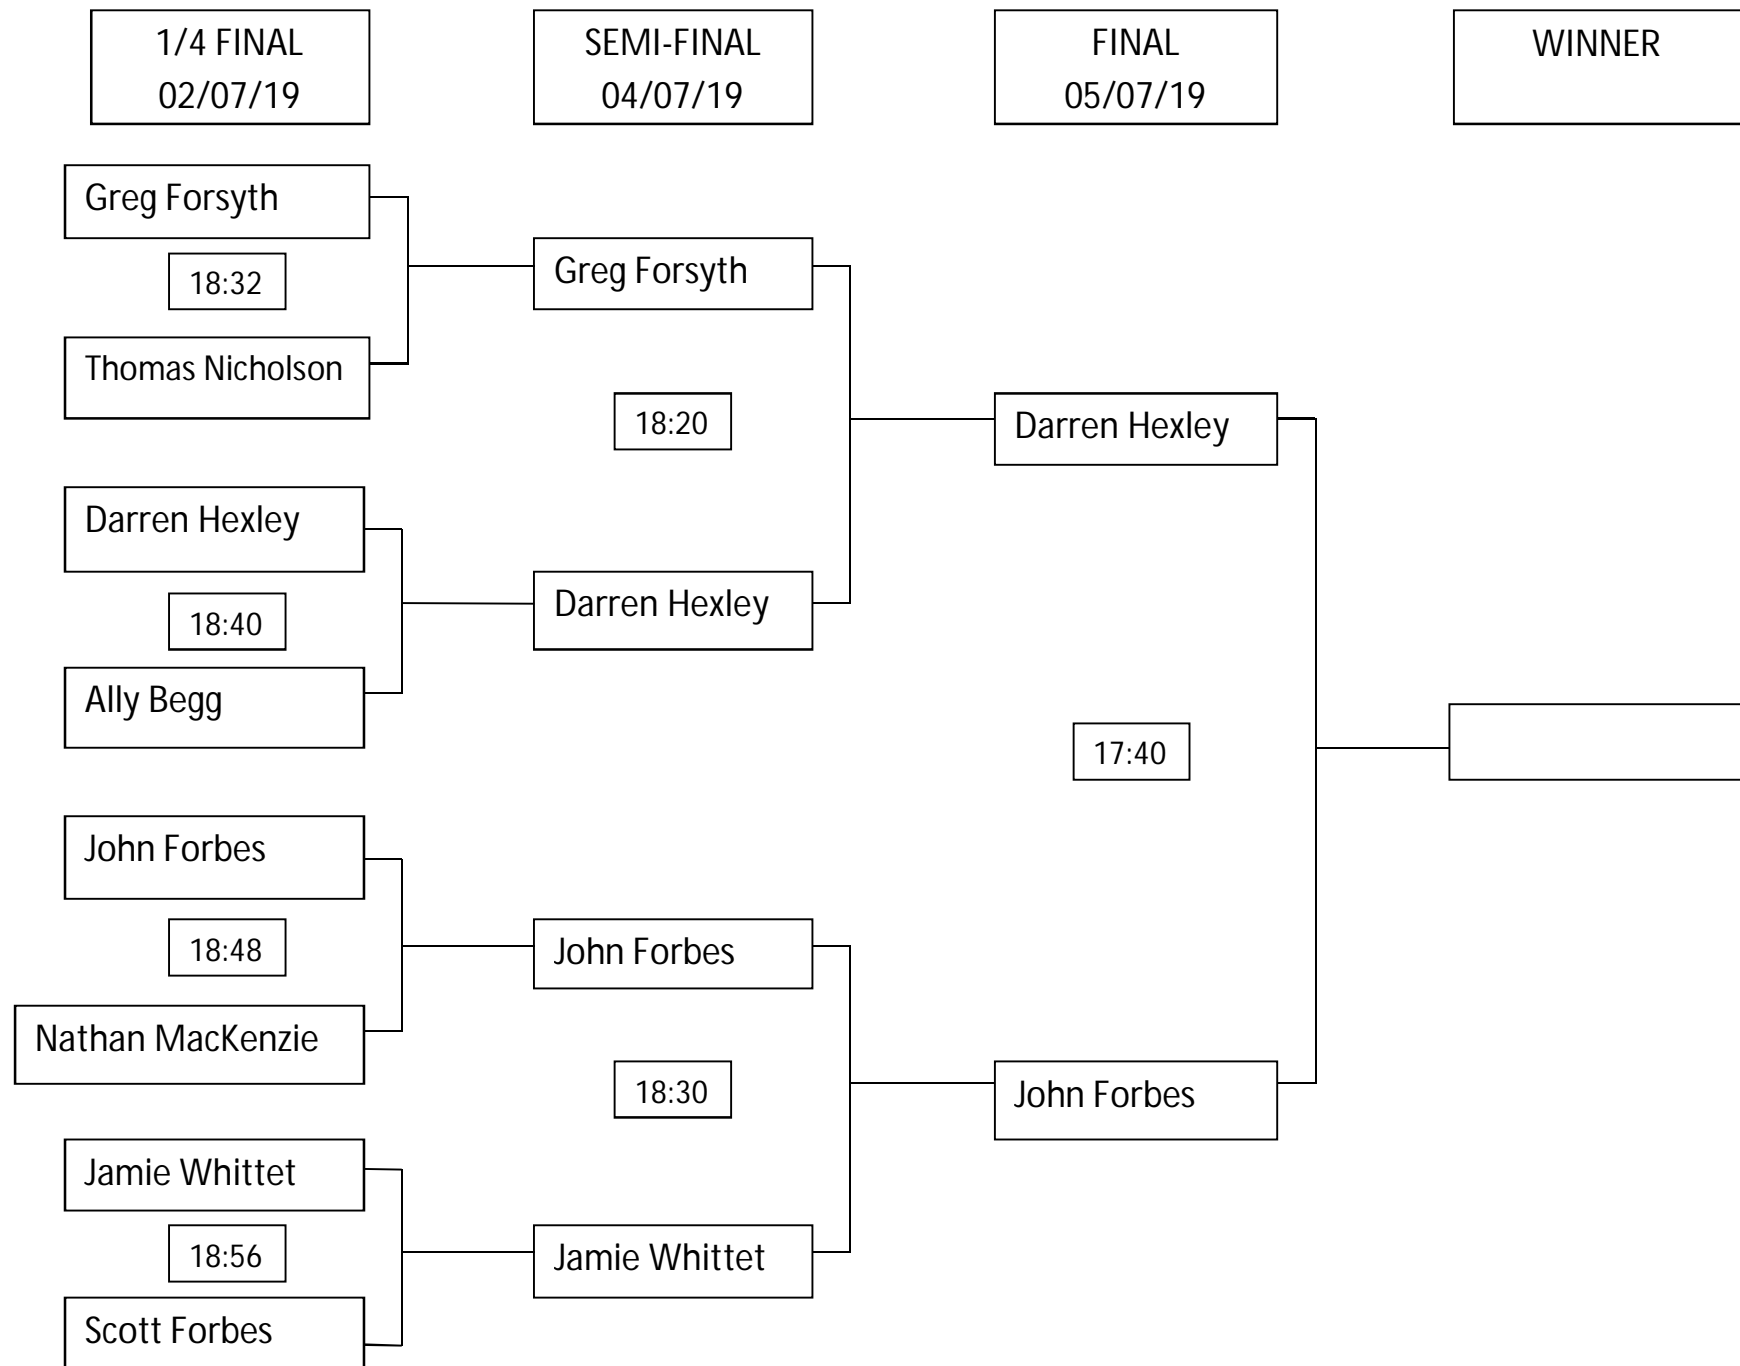 1/4 FINAL
02/07/19
SEMI-FINAL
04/07/19
FINAL
05/07/19
WINNER
Greg Forsyth
18:32
Thomas Nicholson
Darren Hexley
18:40
Ally Begg
John Forbes
18:48
Nathan MacKenzie
Jamie Whittet
18:56
Scott Forbes
Greg Forsyth
18:20
Darren Hexley
John Forbes
18:30
Jamie Whittet
Darren Hexley
17:40
John Forbes